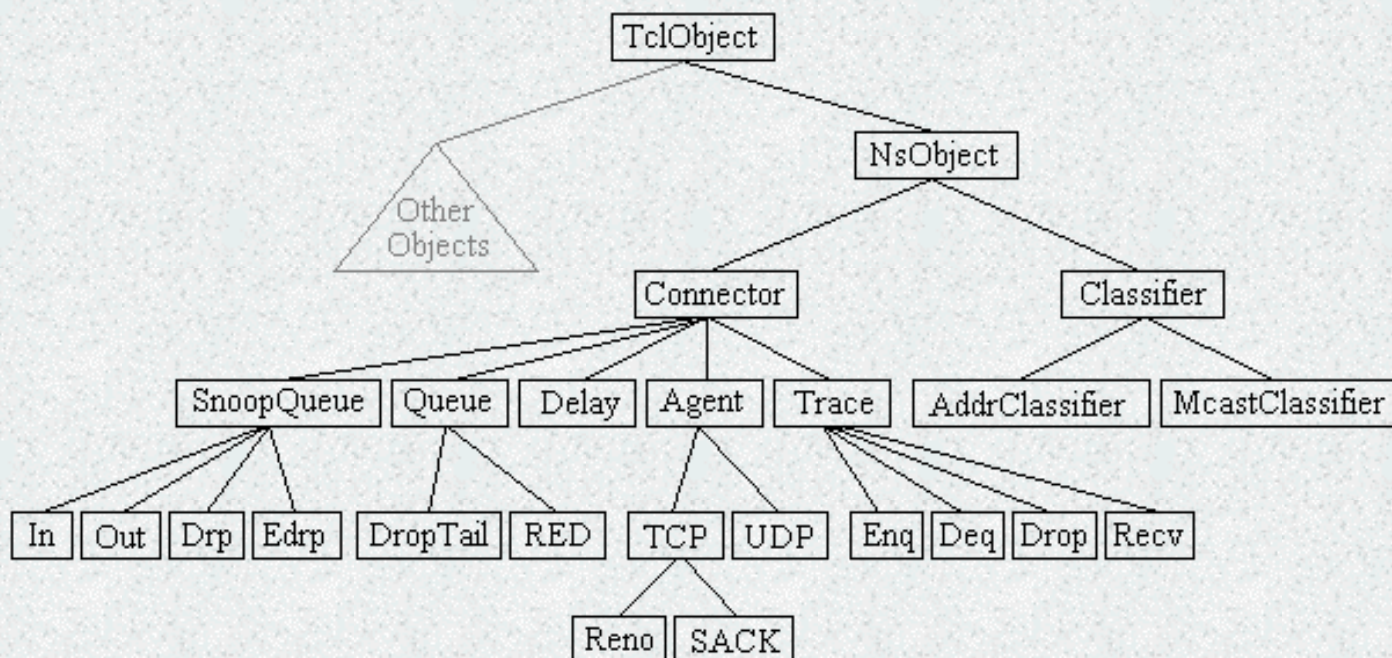 TclObject
NsObject
Other
Objects
Connector
Classifier
SnoopQueue
Queue
Delay
Agent
Trace
AddrClassifier
McastClassifier
In
Out
Drp
Edrp
DropTail
RED
TCP
UDP
Enq
Deq
Drop
Recv
Reno
SACK